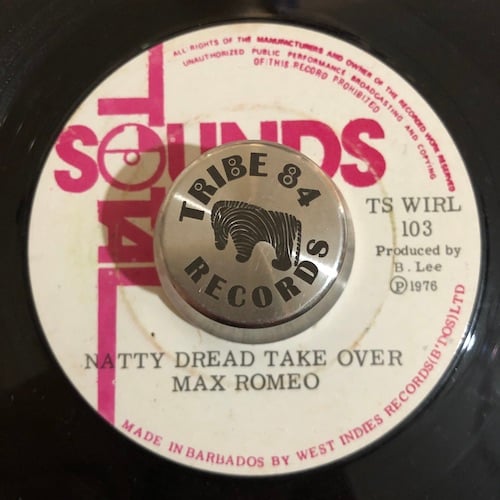 ALL RIGHTS OF THE MANUFACTURERS AND OWNER OF THE RECORDED WORK RESERVED
UNAUTHORIZED PUBLIC PERFORMANCE BROADCASTING AND COPYING
OF THIS RECORD PROHIBITED
TOTAL
SOUNDS
TRIBE 84
RECORDS
TS WIRL
103
Produced by
B. Lee
Ⓟ1976
NATTY DREAD TAKE OVER
MAX ROMEO
MADE IN BARBADOS BY WEST INDIES RECORDS (B'DOS) LTD